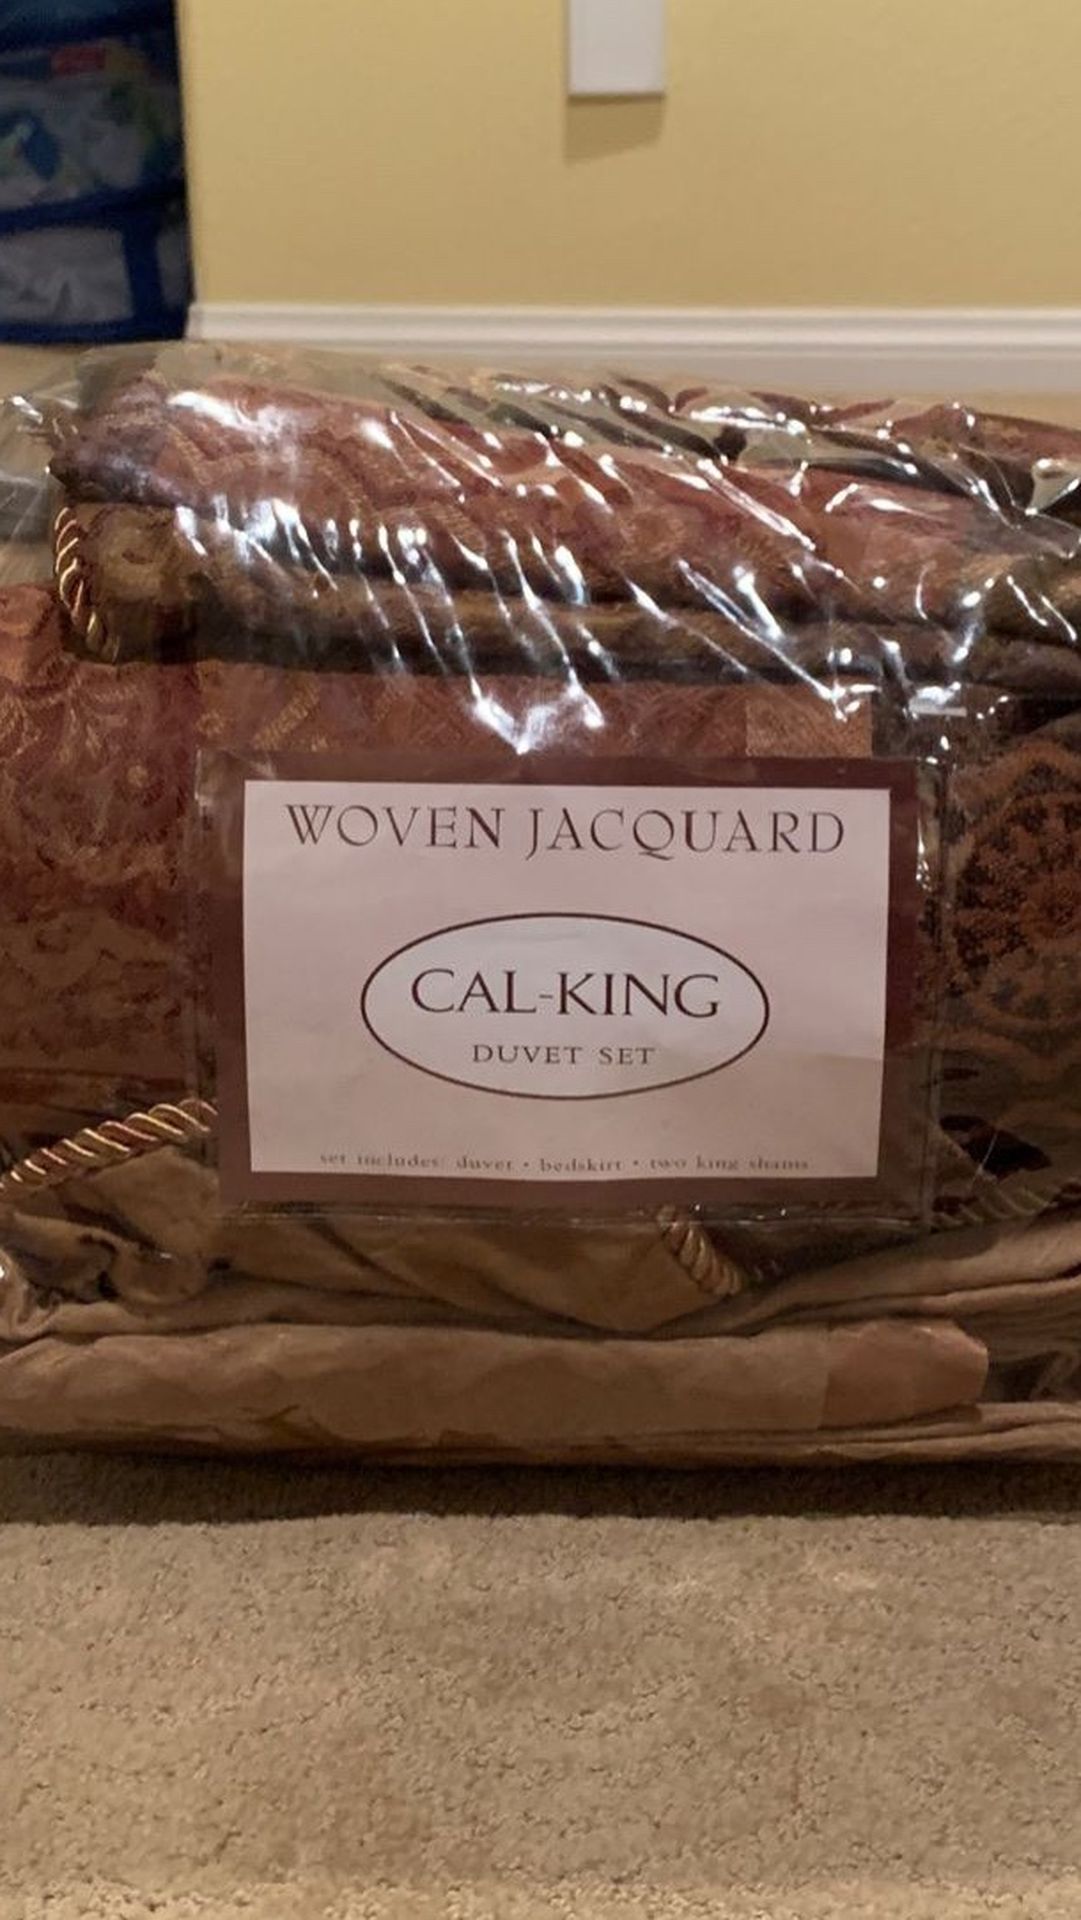 WOVEN JACQUARD
CAL-KING
DUVET SET
set includes: duvet • bedskirt • two king shams